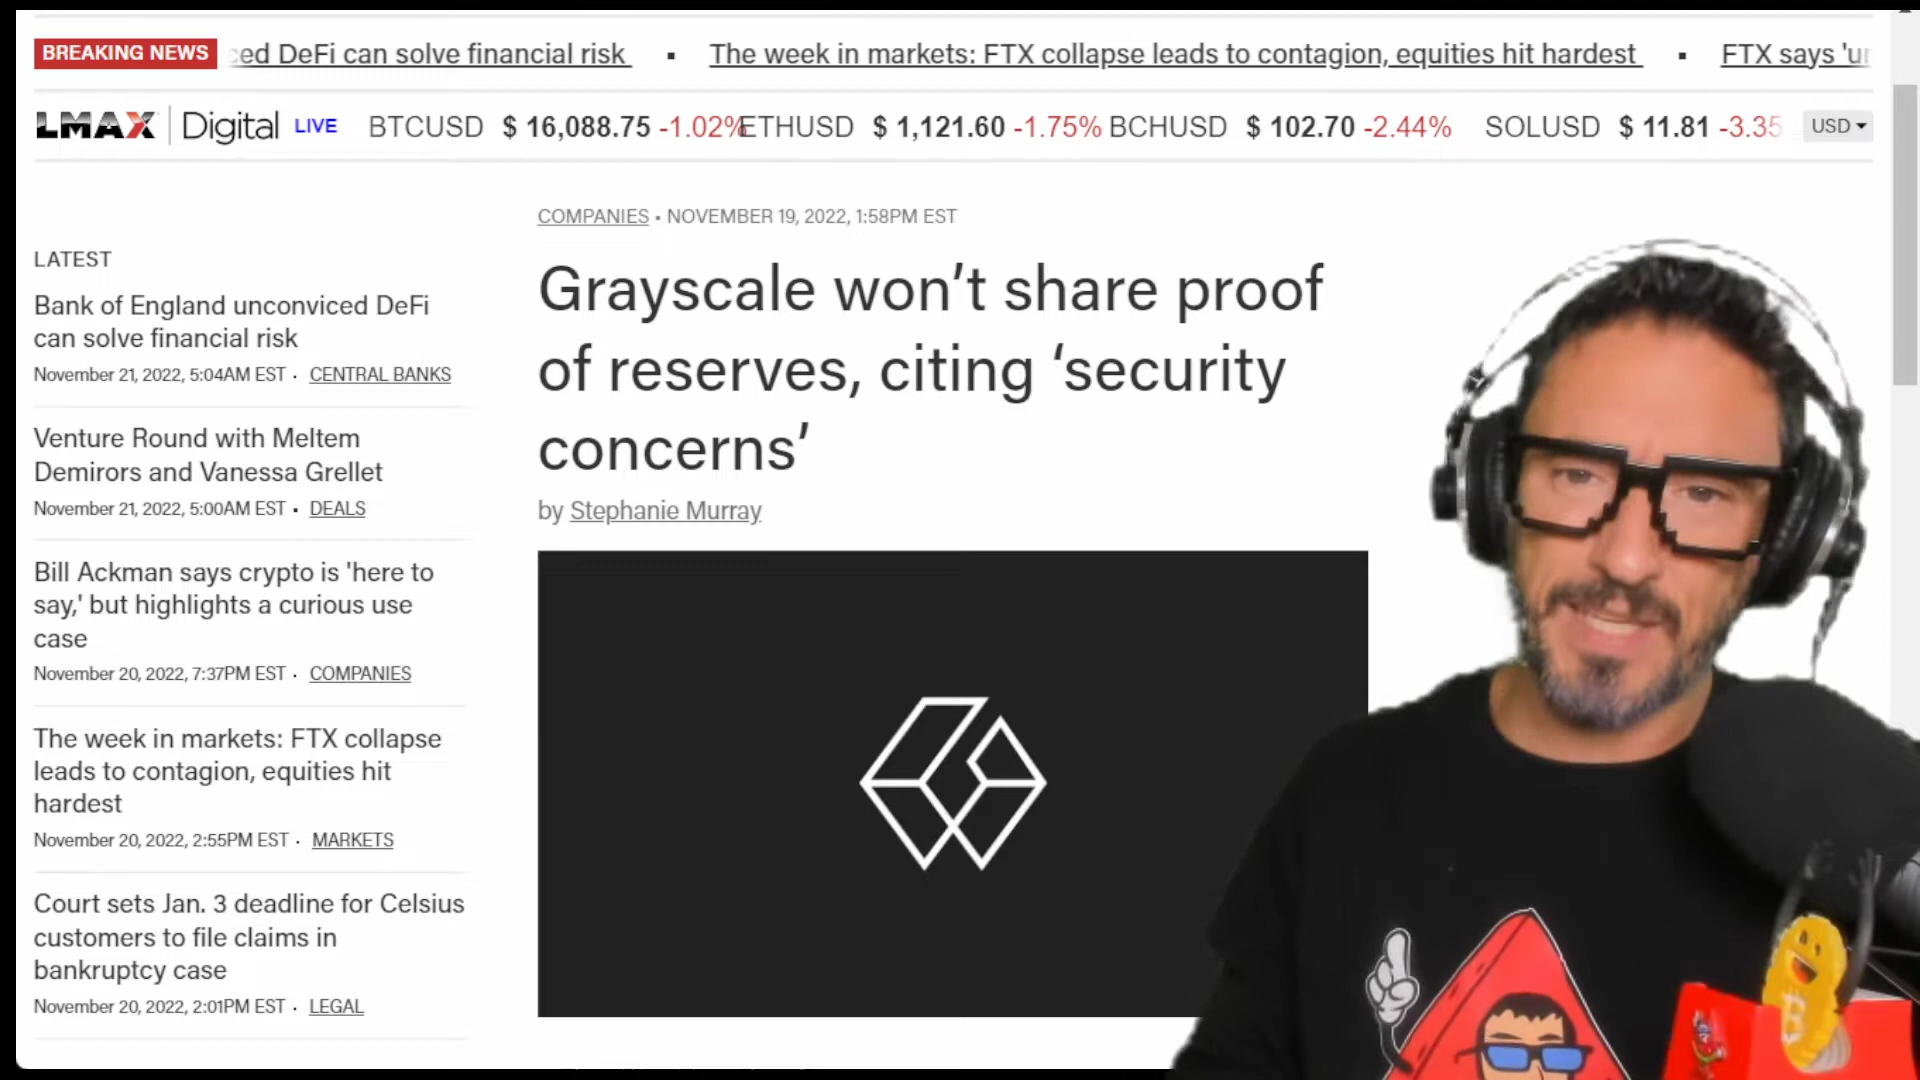 BREAKING NEWS ced DeFi can solve financial risk ▪ The week in markets: FTX collapse leads to contagion, equities hit hardest ▪ FTX says
LMAX Digital LIVE BTCUSD $ 16,088.75 -1.02% ETHUSD $ 1,121.60 -1.75% BCHUSD $ 102.70 -2.44% SOLUSD $ 11.81 -3.35 USD
COMPANIES • NOVEMBER 19, 2022, 1:58PM EST
Grayscale won’t share proof
of reserves, citing ‘security
concerns’
by Stephanie Murray
LATEST
Bank of England unconviced DeFi
can solve financial risk
November 21, 2022, 5:04AM EST · CENTRAL BANKS
Venture Round with Meltem
Demirors and Vanessa Grellet
November 21, 2022, 5:00AM EST · DEALS
Bill Ackman says crypto is 'here to
say,' but highlights a curious use
case
November 20, 2022, 7:37PM EST · COMPANIES
The week in markets: FTX collapse
leads to contagion, equities hit
hardest
November 20, 2022, 2:55PM EST · MARKETS
Court sets Jan. 3 deadline for Celsius
customers to file claims in
bankruptcy case
November 20, 2022, 2:01PM EST · LEGAL